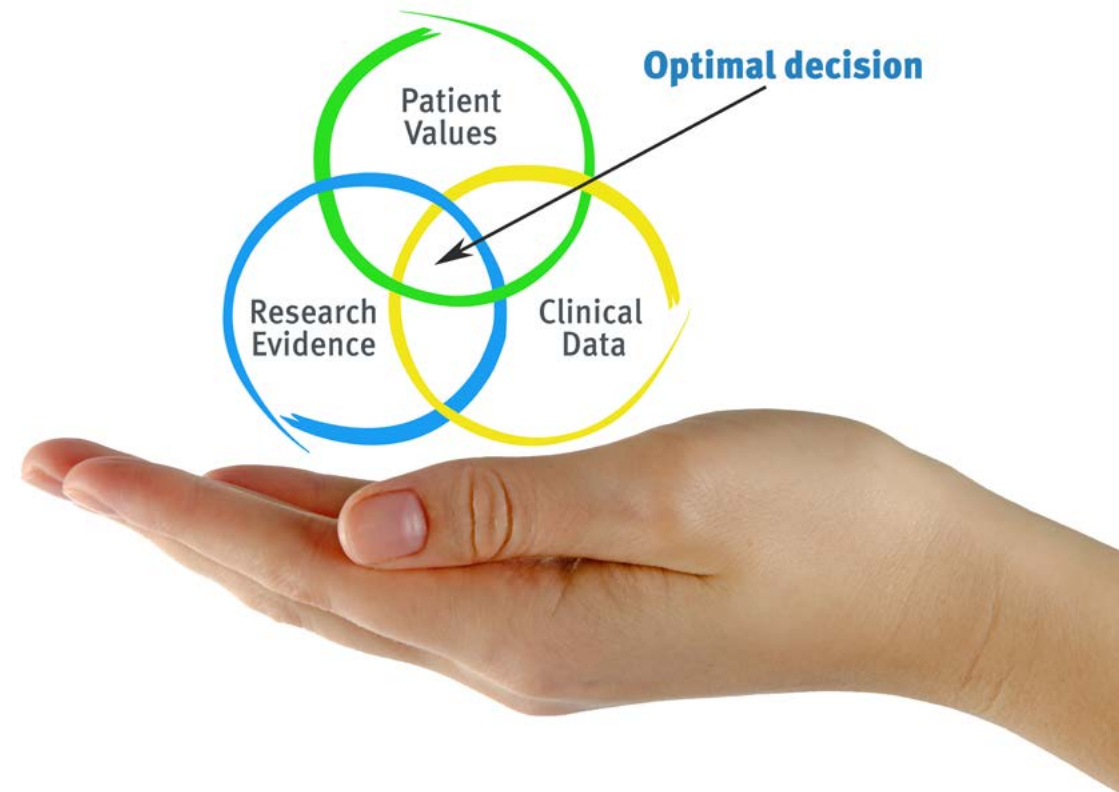 Optimal decision
Patient
Values
Research
Evidence
Clinical
Data